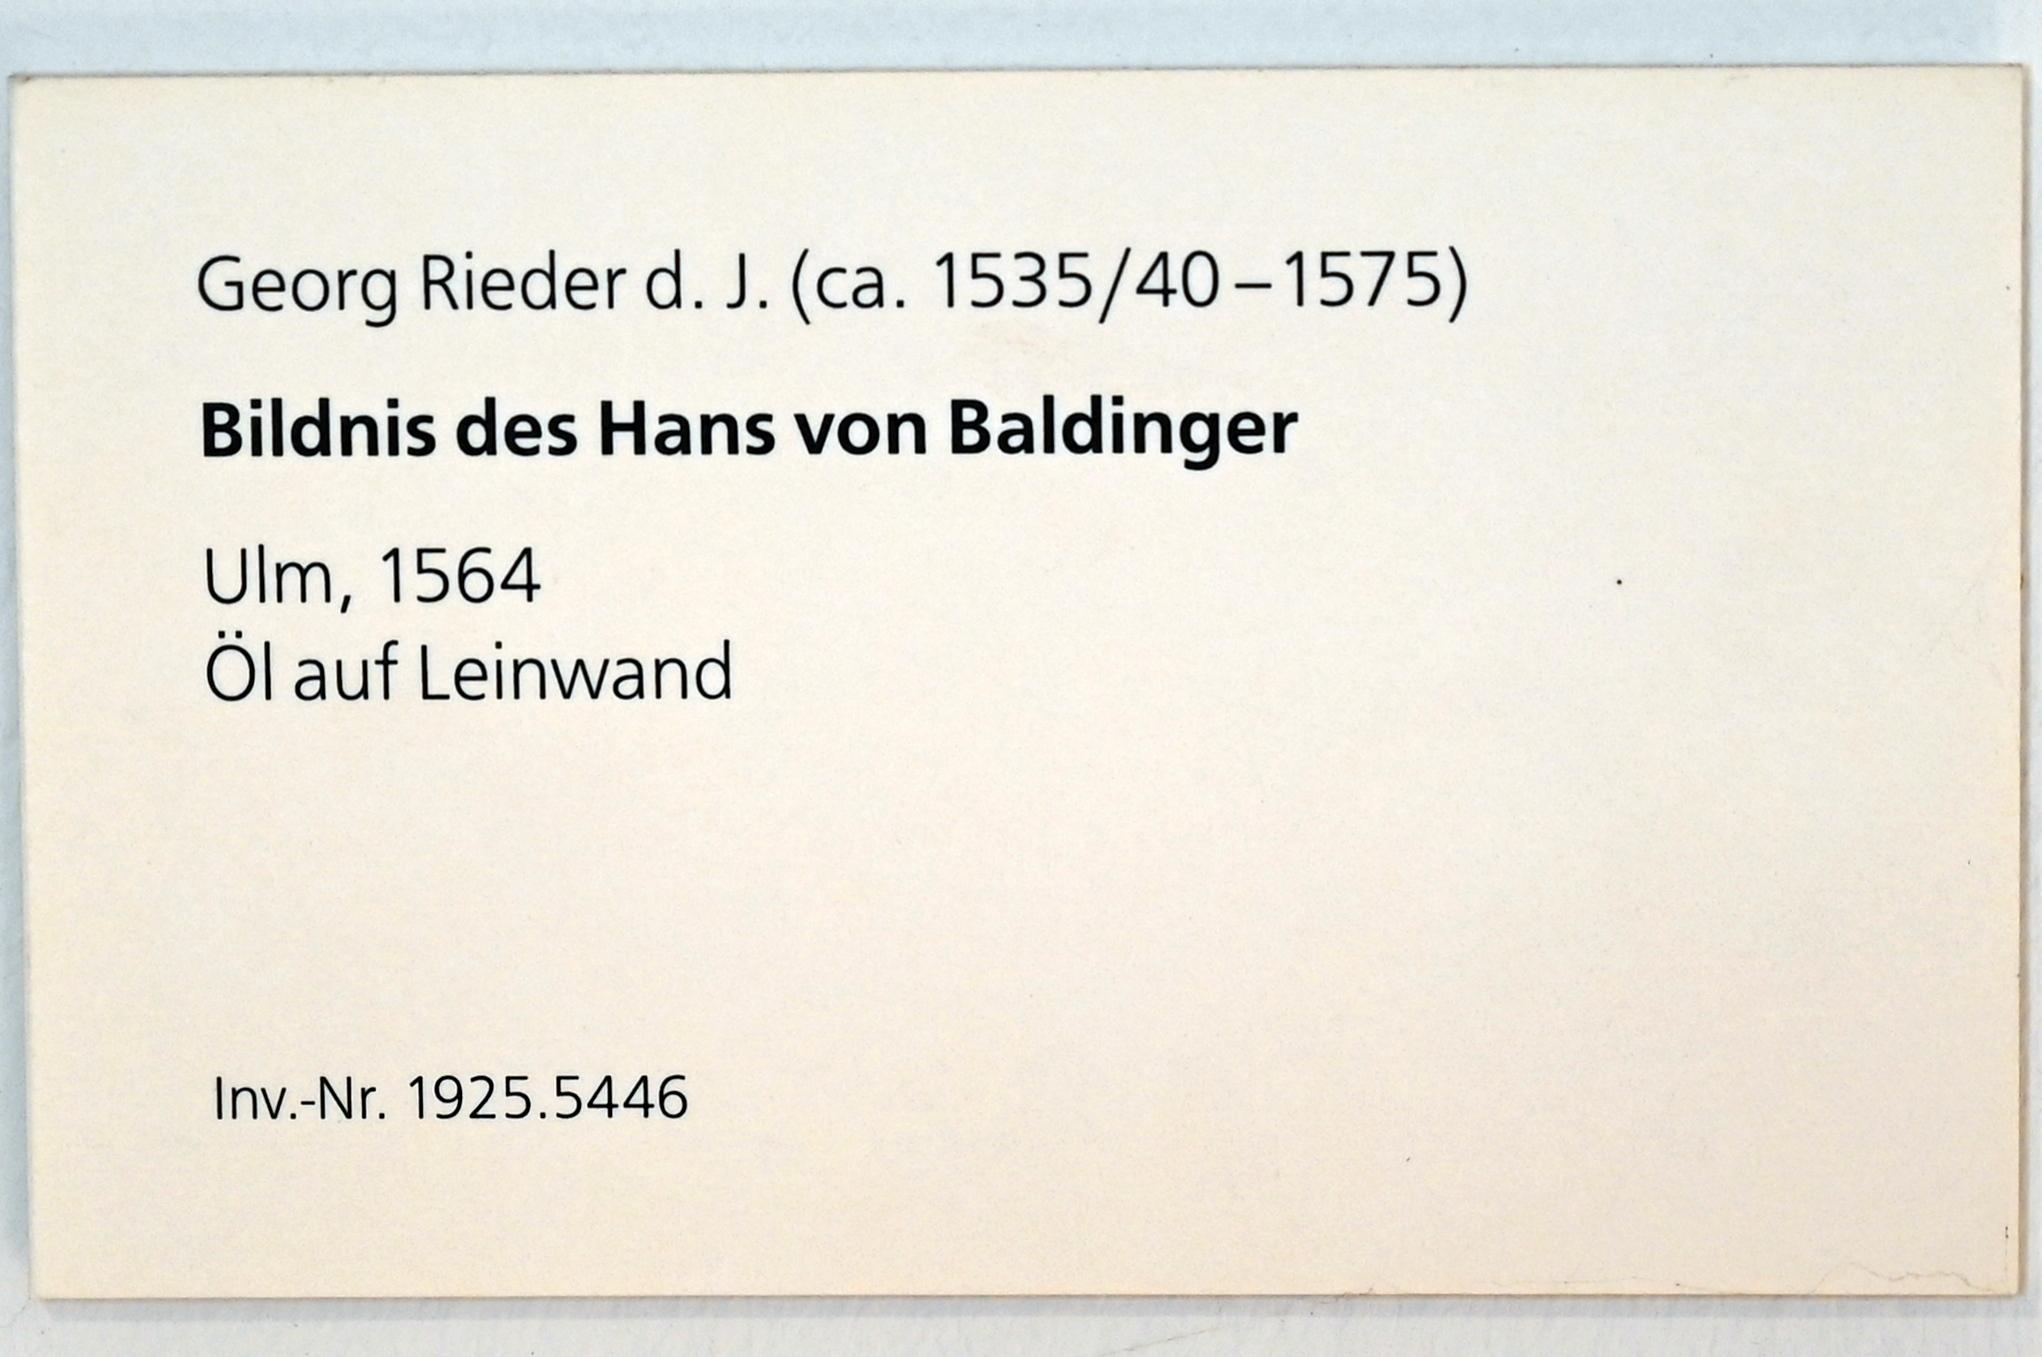 Georg Rieder d. J. (ca. 1535/40–1575)
Bildnis des Hans von Baldinger
Ulm, 1564
Öl auf Leinwand
Inv.-Nr. 1925.5446